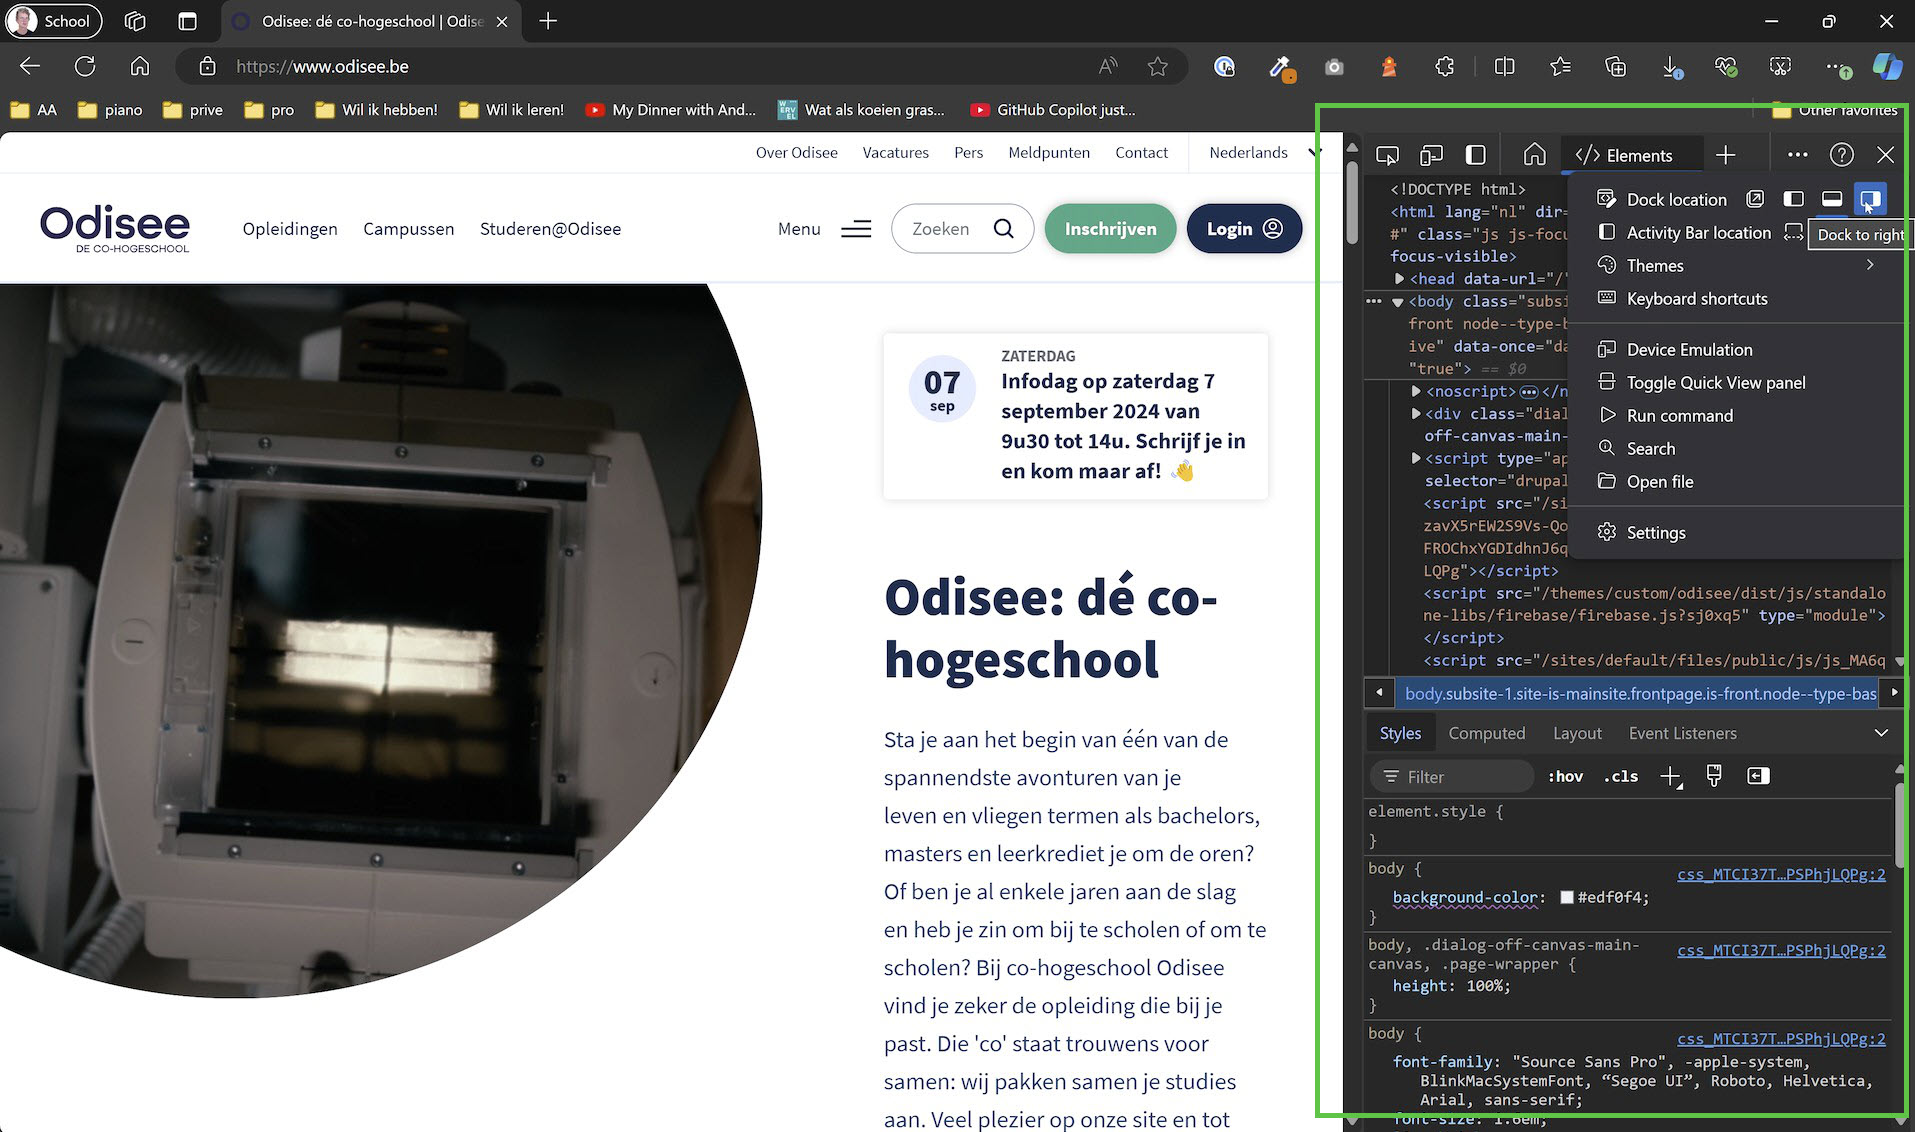 School
Odisee: dé co-hogeschool | Odise
https://www.odisee.be
AA
piano
prive
pro
Wil ik hebben!
Wil ik leren!
My Dinner with And...
Wat als koeien gras...
GitHub Copilot just...
Other favorites
Over Odisee
Vacatures
Pers
Meldpunten
Contact
Nederlands
Odisee
DE CO-HOGESCHOOL
Opleidingen
Campussen
Studeren@Odisee
Menu
Zoeken
Inschrijven
Login
07
sep
ZATERDAG
Infodag op zaterdag 7
september 2024 van
9u30 tot 14u. Schrijf je in
en kom maar af! 👋
Odisee: dé co-
hogeschool
Sta je aan het begin van één van de
spannendste avonturen van je
leven en vliegen termen als bachelors,
masters en leerkrediet je om de oren?
Of ben je al enkele jaren aan de slag
en heb je zin om bij te scholen of om te
scholen? Bij co-hogeschool Odisee
vind je zeker de opleiding die bij je
past. Die 'co' staat trouwens voor
samen: wij pakken samen je studies
aan. Veel plezier op onze site en tot
</> Elements
<!DOCTYPE html>
<html lang="nl" dir=
#" class="js js-focu
focus-visible>
<head data-url="/"
<body class="subsi
front node--type-b
ive" data-once="da
"true"> == $0
<noscript>...</n
<div class="dial
off-canvas-main-
<script type="ap
selector="drupal
<script src="/si
zavX5rEW2S9Vs-Qo
FROChxYGDIdhnJ6q
LQPg"></script>
<script src="/themes/custom/odisee/dist/js/standalo
ne-libs/firebase/firebase.js?sj0xq5" type="module">
</script>
<script src="/sites/default/files/public/js/js_MA6q
Dock location
Activity Bar location
Dock to right
Themes
Keyboard shortcuts
Device Emulation
Toggle Quick View panel
Run command
Search
Open file
Settings
body.subsite-1.site-is-mainsite.frontpage.is-front.node--type-bas
Styles
Computed
Layout
Event Listeners
Filter
:hov
.cls
element.style {
}
body {
css_MTCI37T…PSPhjLQPg:2
background-color: #edf0f4;
}
body, .dialog-off-canvas-main-
css_MTCI37T…PSPhjLQPg:2
canvas, .page-wrapper {
height: 100%;
}
body {
css_MTCI37T…PSPhjLQPg:2
font-family: "Source Sans Pro", -apple-system,
BlinkMacSystemFont, “Segoe UI”, Roboto, Helvetica,
Arial, sans-serif;
font-size: 1.6em;